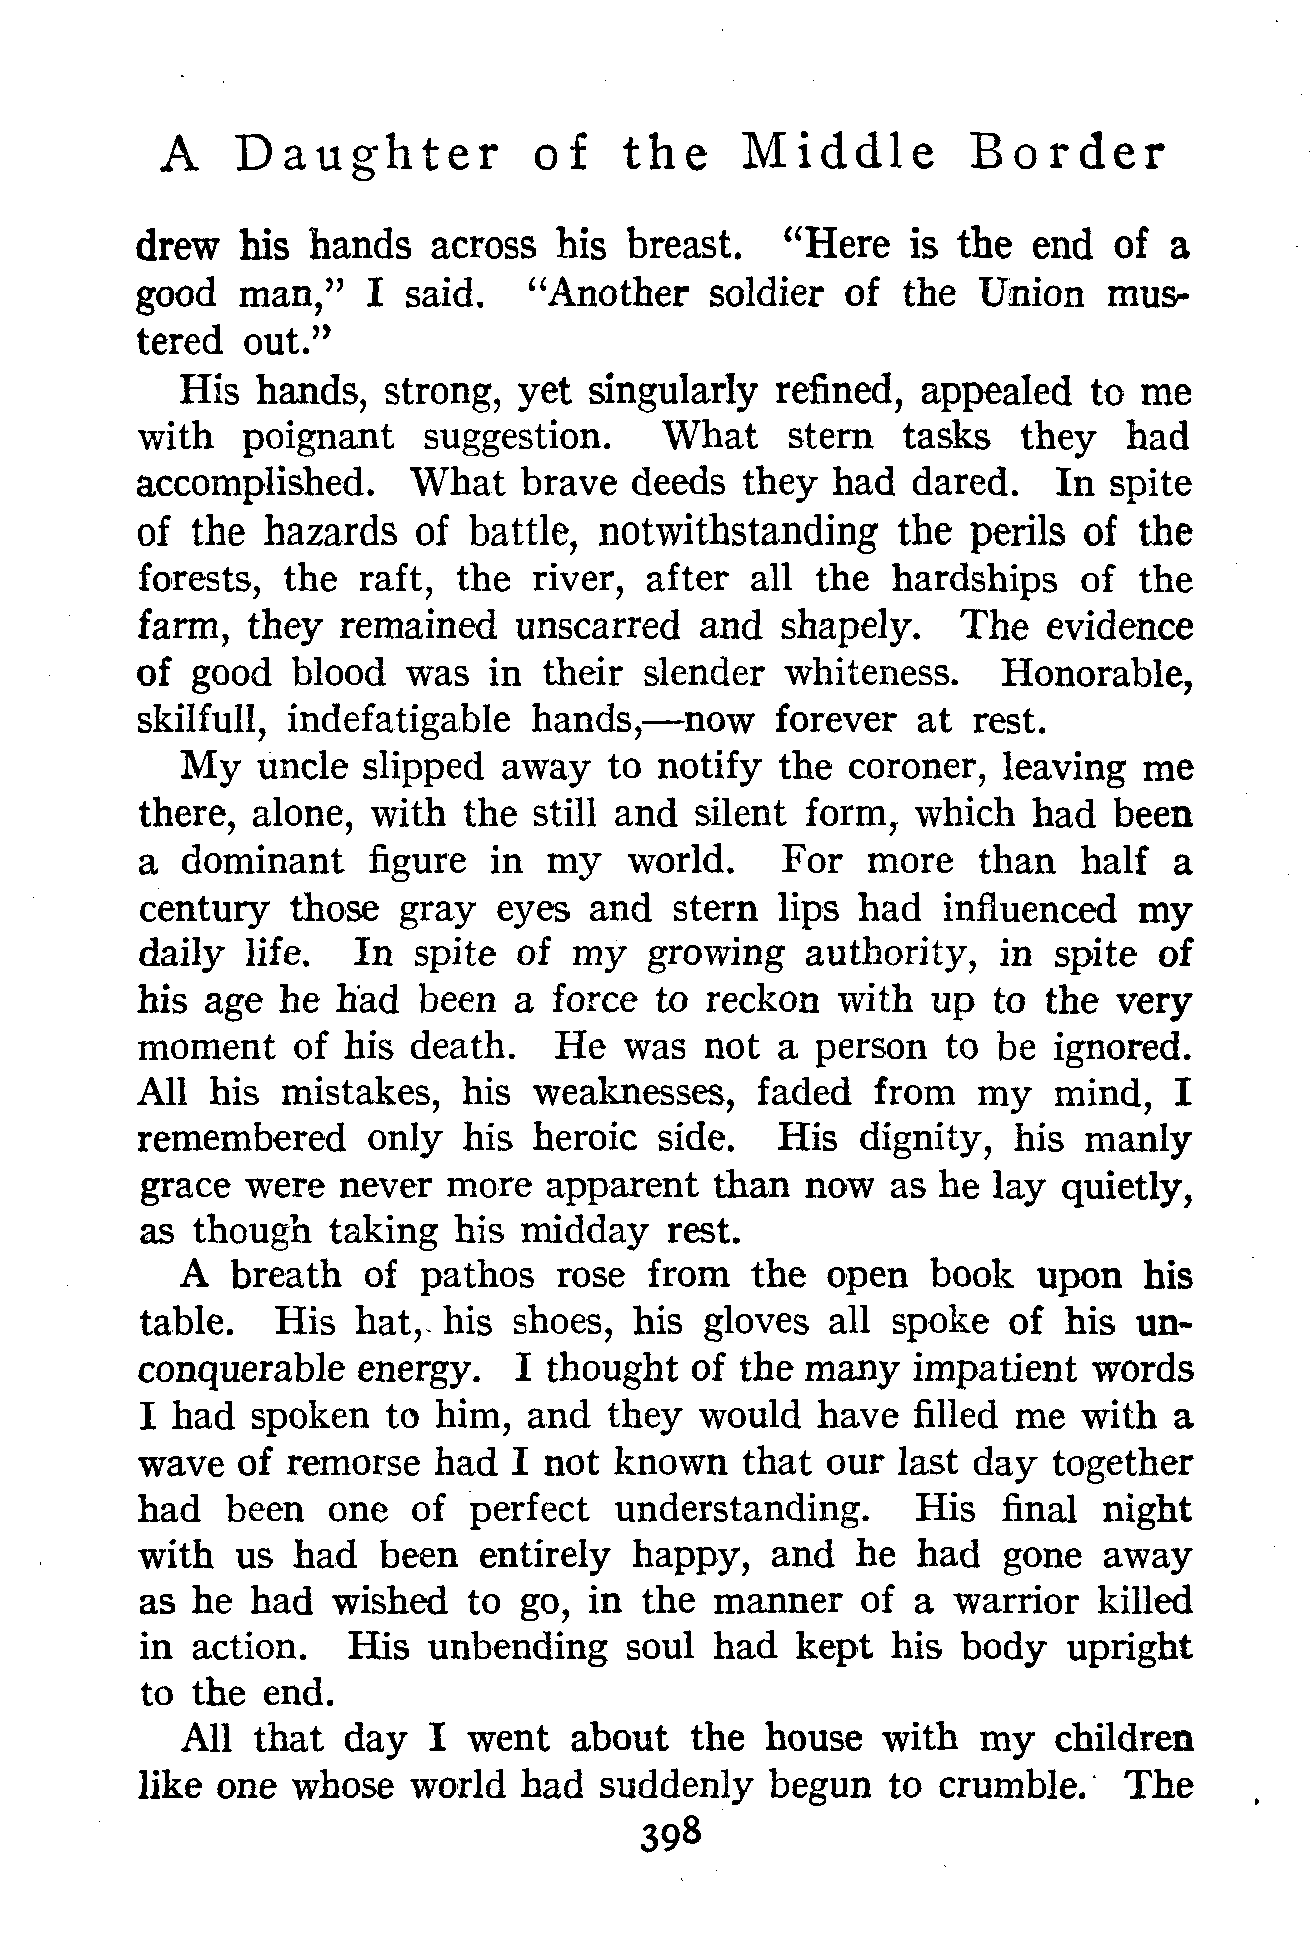 A Daughter of the Middle Border
drew his hands across his breast. “Here is the end of a
good man,” I said. “Another soldier of the Union mus-
tered out.”
His hands, strong, yet singularly refined, appealed to me
with poignant suggestion. What stern tasks they had
accomplished. What brave deeds they had dared. In spite
of the hazards of battle, notwithstanding the perils of the
forests, the raft, the river, after all the hardships of the
farm, they remained unscarred and shapely. The evidence
of good blood was in their slender whiteness. Honorable,
skilfull, indefatigable hands,—now forever at rest.
My uncle slipped away to notify the coroner, leaving me
there, alone, with the still and silent form, which had been
a dominant figure in my world. For more than half a
century those gray eyes and stern lips had influenced my
daily life. In spite of my growing authority, in spite of
his age he had been a force to reckon with up to the very
moment of his death. He was not a person to be ignored.
All his mistakes, his weaknesses, faded from my mind, I
remembered only his heroic side. His dignity, his manly
grace were never more apparent than now as he lay quietly,
as though taking his midday rest.
A breath of pathos rose from the open book upon his
table. His hat, his shoes, his gloves all spoke of his un-
conquerable energy. I thought of the many impatient words
I had spoken to him, and they would have filled me with a
wave of remorse had I not known that our last day together
had been one of perfect understanding. His final night
with us had been entirely happy, and he had gone away
as he had wished to go, in the manner of a warrior killed
in action. His unbending soul had kept his body upright
to the end.
All that day I went about the house with my children
like one whose world had suddenly begun to crumble. The
398